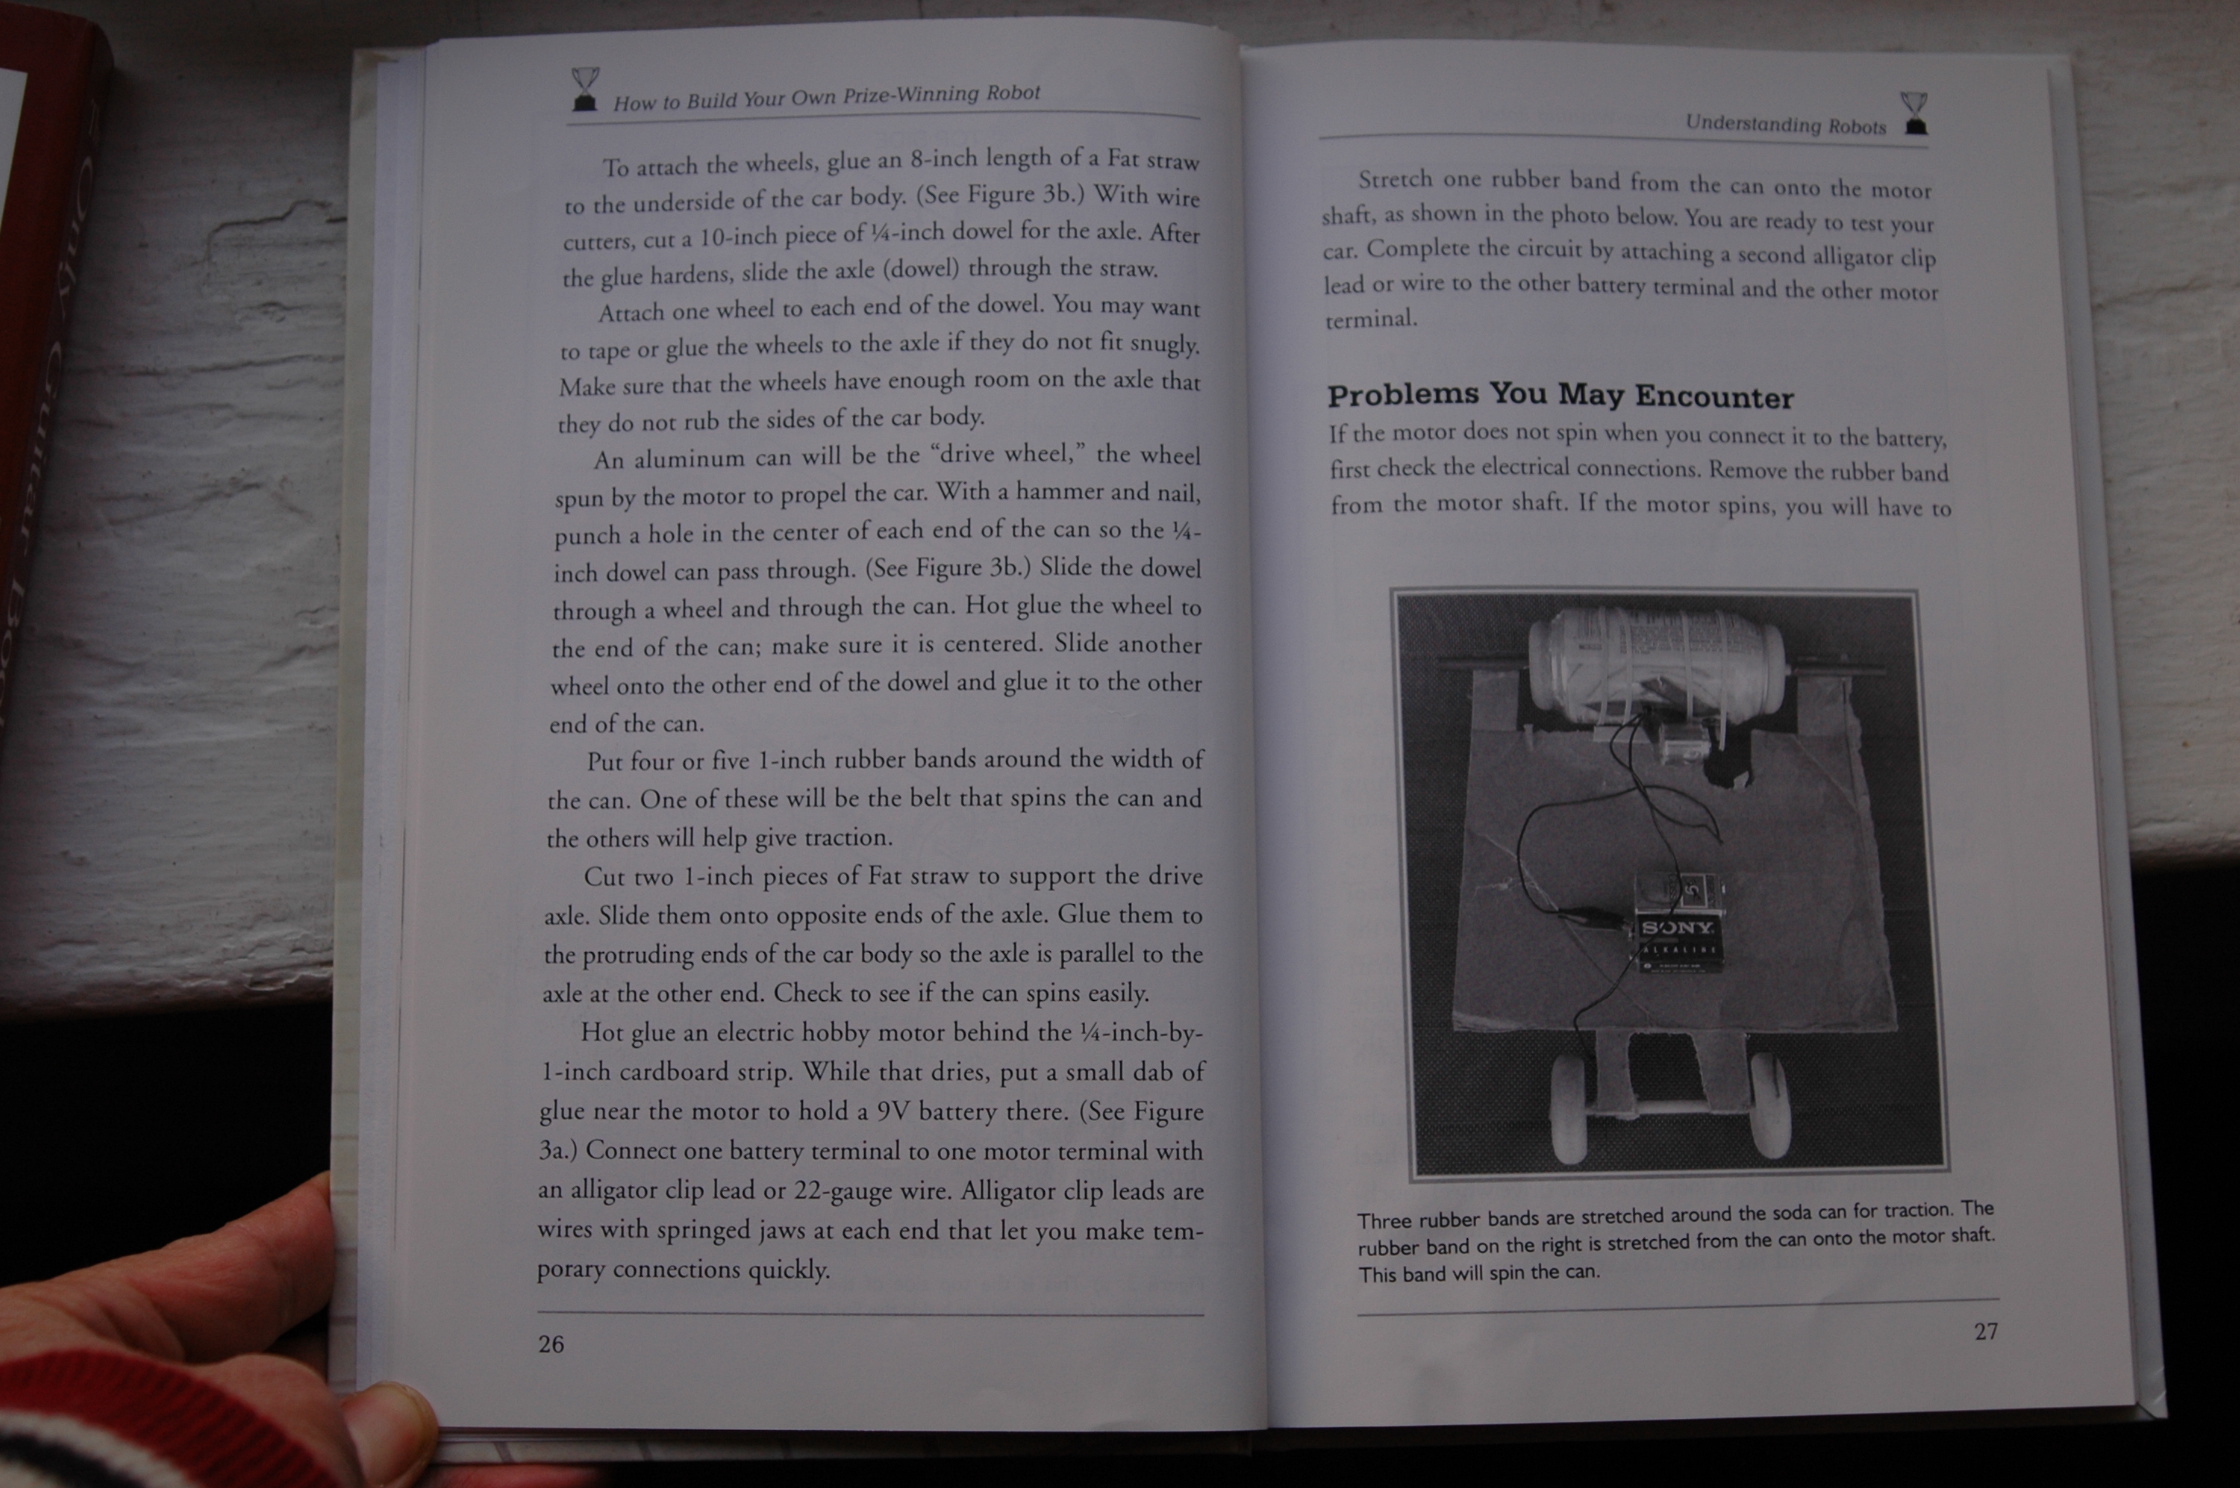 How to Build Your Own Prize-Winning Robot
To attach the wheels, glue an 8-inch length of a Fat straw
to the underside of the car body. (See Figure 3b.) With wire
cutters, cut a 10-inch piece of ¼-inch dowel for the axle. After
the glue hardens, slide the axle (dowel) through the straw.
Attach one wheel to each end of the dowel. You may want
to tape or glue the wheels to the axle if they do not fit snugly.
Make sure that the wheels have enough room on the axle that
they do not rub the sides of the car body.
An aluminum can will be the “drive wheel,” the wheel
spun by the motor to propel the car. With a hammer and nail,
punch a hole in the center of each end of the can so the ¼-
inch dowel can pass through. (See Figure 3b.) Slide the dowel
through a wheel and through the can. Hot glue the wheel to
the end of the can; make sure it is centered. Slide another
wheel onto the other end of the dowel and glue it to the other
end of the can.
Put four or five 1-inch rubber bands around the width of
the can. One of these will be the belt that spins the can and
the others will help give traction.
Cut two 1-inch pieces of Fat straw to support the drive
axle. Slide them onto opposite ends of the axle. Glue them to
the protruding ends of the car body so the axle is parallel to the
axle at the other end. Check to see if the can spins easily.
Hot glue an electric hobby motor behind the ¼-inch-by-
1-inch cardboard strip. While that dries, put a small dab of
glue near the motor to hold a 9V battery there. (See Figure
3a.) Connect one battery terminal to one motor terminal with
an alligator clip lead or 22-gauge wire. Alligator clip leads are
wires with springed jaws at each end that let you make tem-
porary connections quickly.
26
Understanding Robots
Stretch one rubber band from the can onto the motor
shaft, as shown in the photo below. You are ready to test your
car. Complete the circuit by attaching a second alligator clip
lead or wire to the other battery terminal and the other motor
terminal.
Problems You May Encounter
If the motor does not spin when you connect it to the battery,
first check the electrical connections. Remove the rubber band
from the motor shaft. If the motor spins, you will have to
SONY
ALKALINE
Three rubber bands are stretched around the soda can for traction. The
rubber band on the right is stretched from the can onto the motor shaft.
This band will spin the can.
27
Only Guitar Book